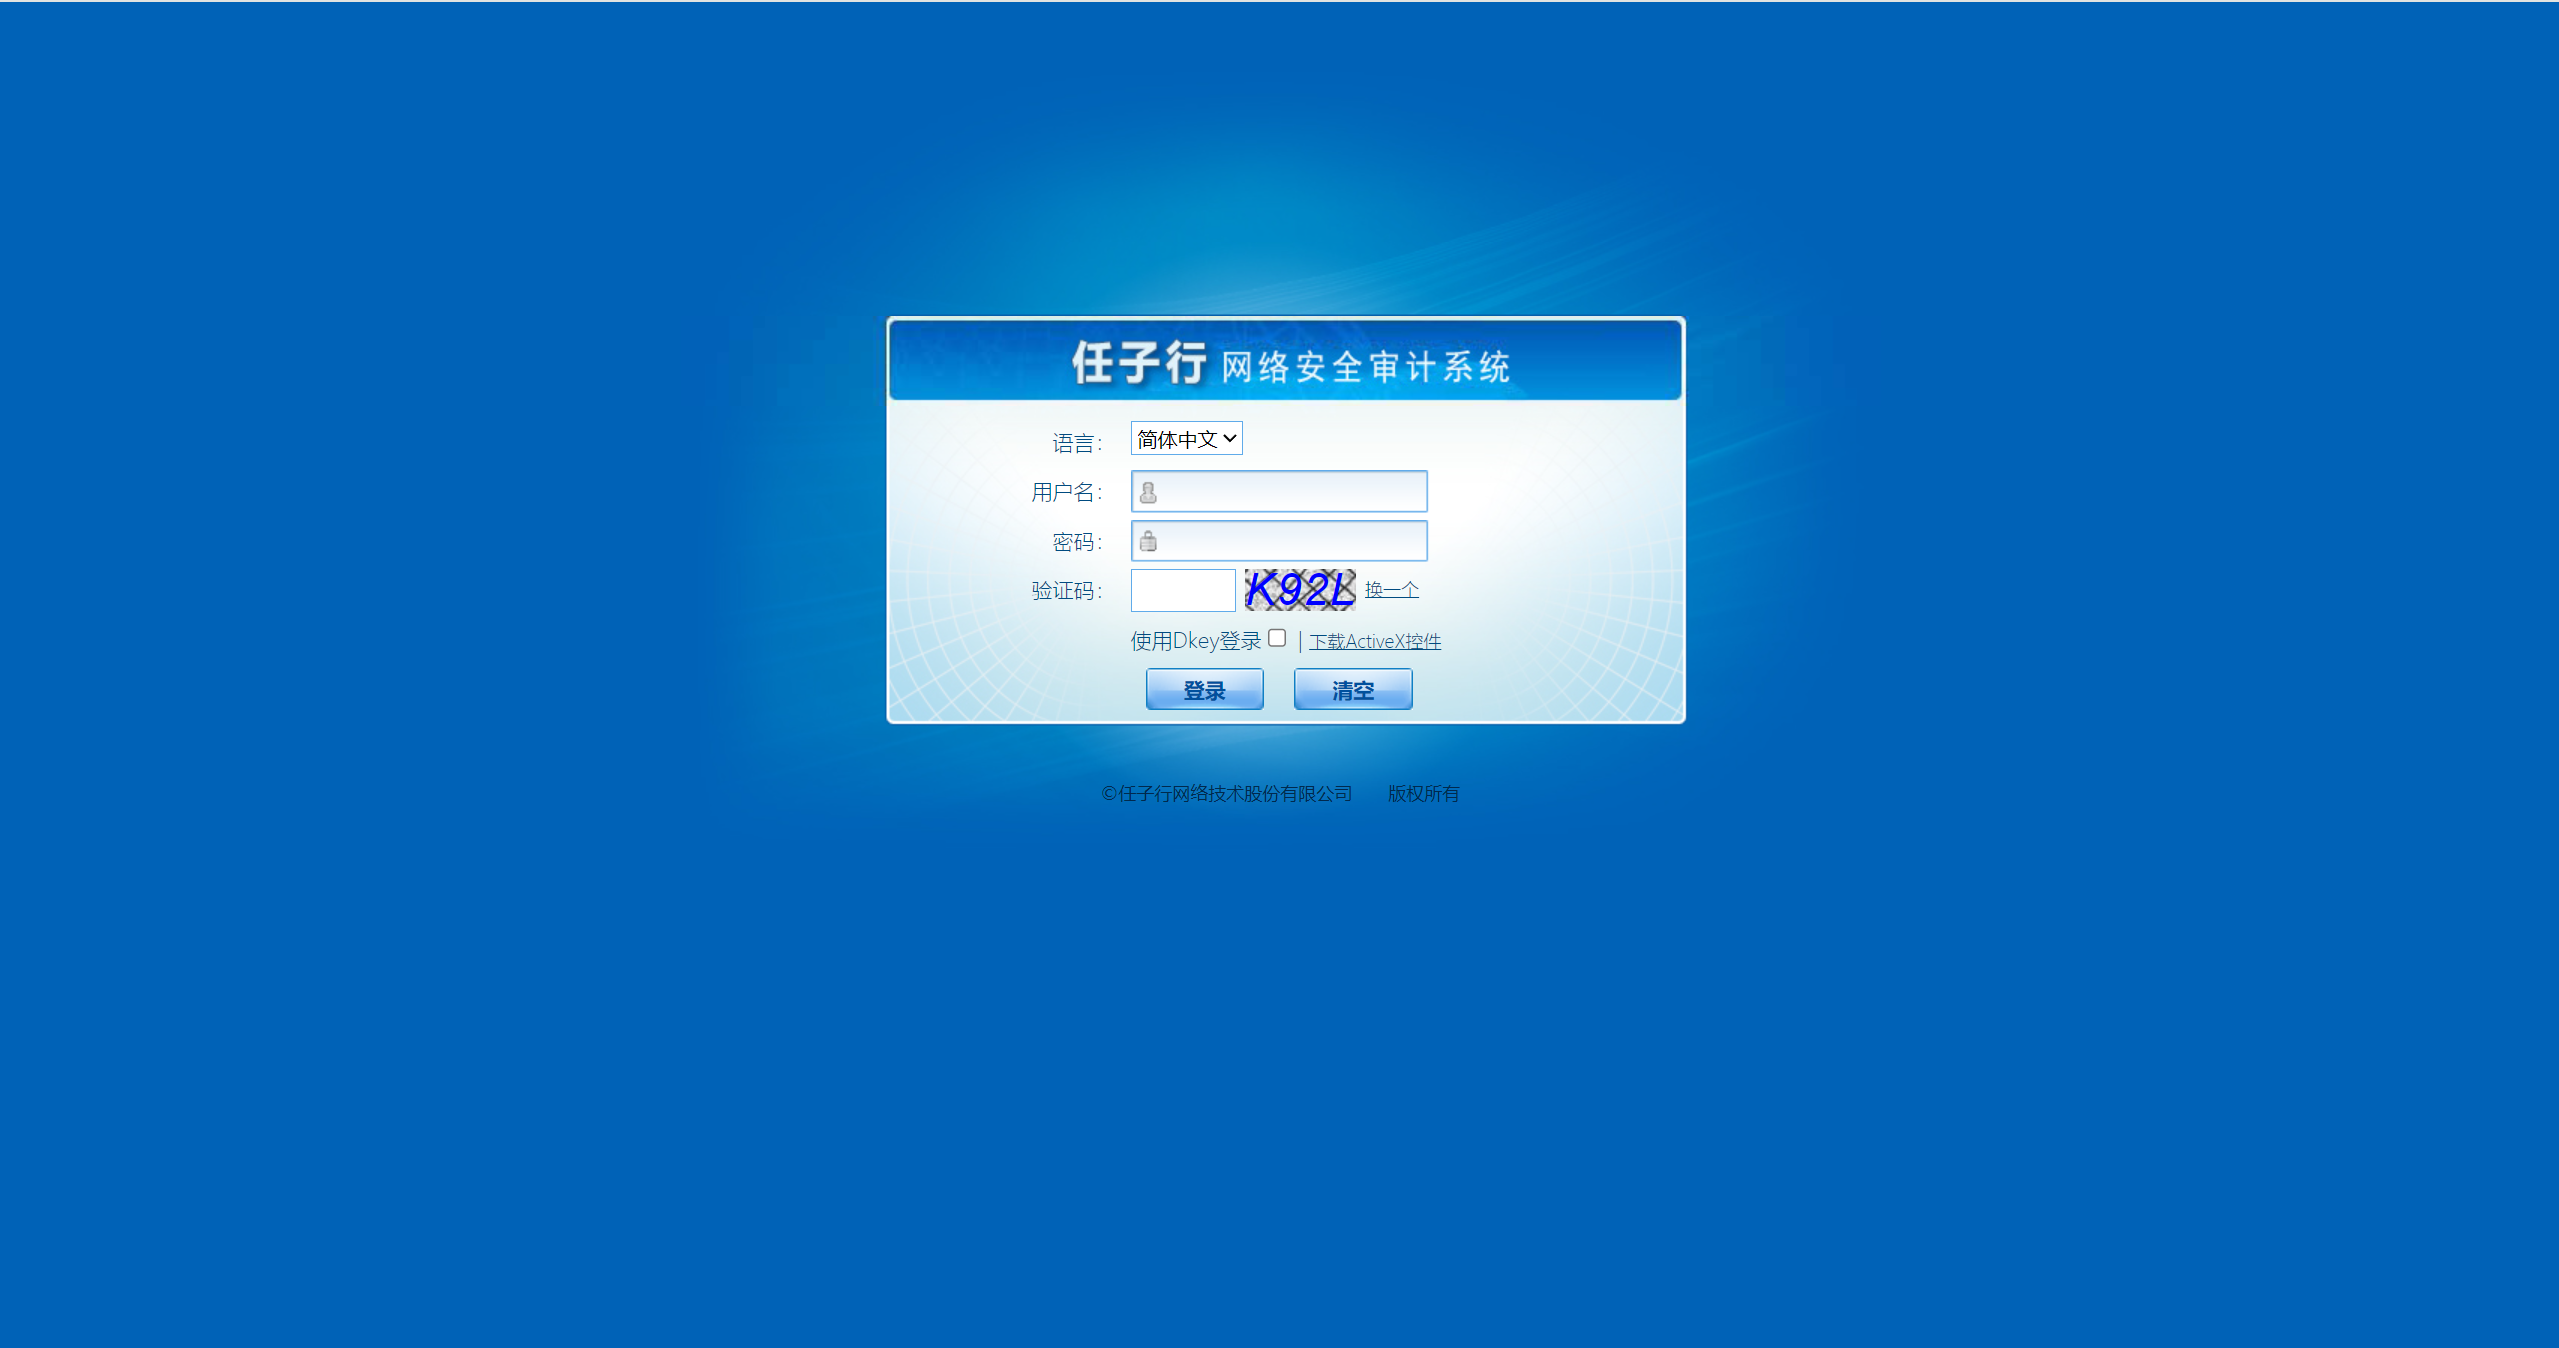 任子行 网络安全审计系统
语言： 简体中文
用户名：
密码：
验证码： K92L 换一个
使用Dkey登录 | 下载ActiveX控件
登录 清空
©任子行网络技术股份有限公司 版权所有